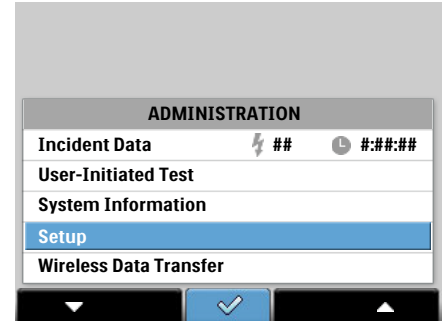 ADMINISTRATION
Incident Data ## #:##:##
User-Initiated Test
System Information
Setup
Wireless Data Transfer